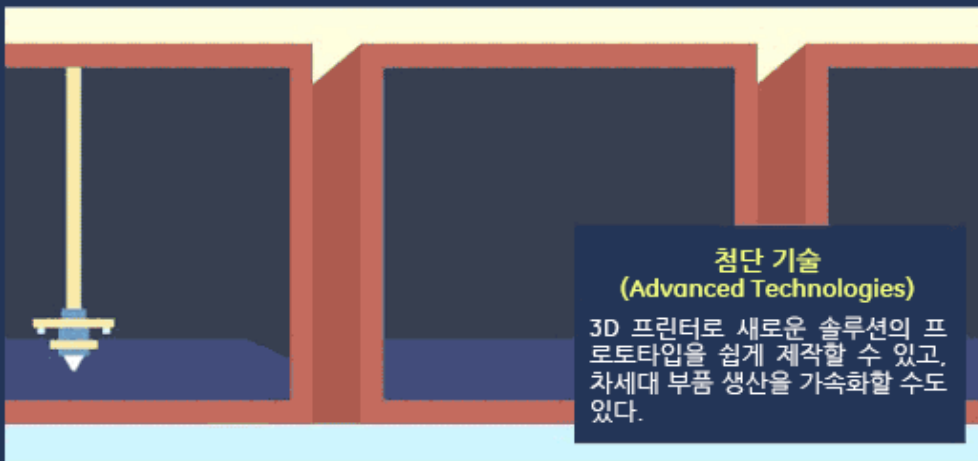 첨단 기술
(Advanced Technologies)
3D 프린터로 새로운 솔루션의 프
로토타입을 쉽게 제작할 수 있고,
차세대 부품 생산을 가속화할 수도
있다.